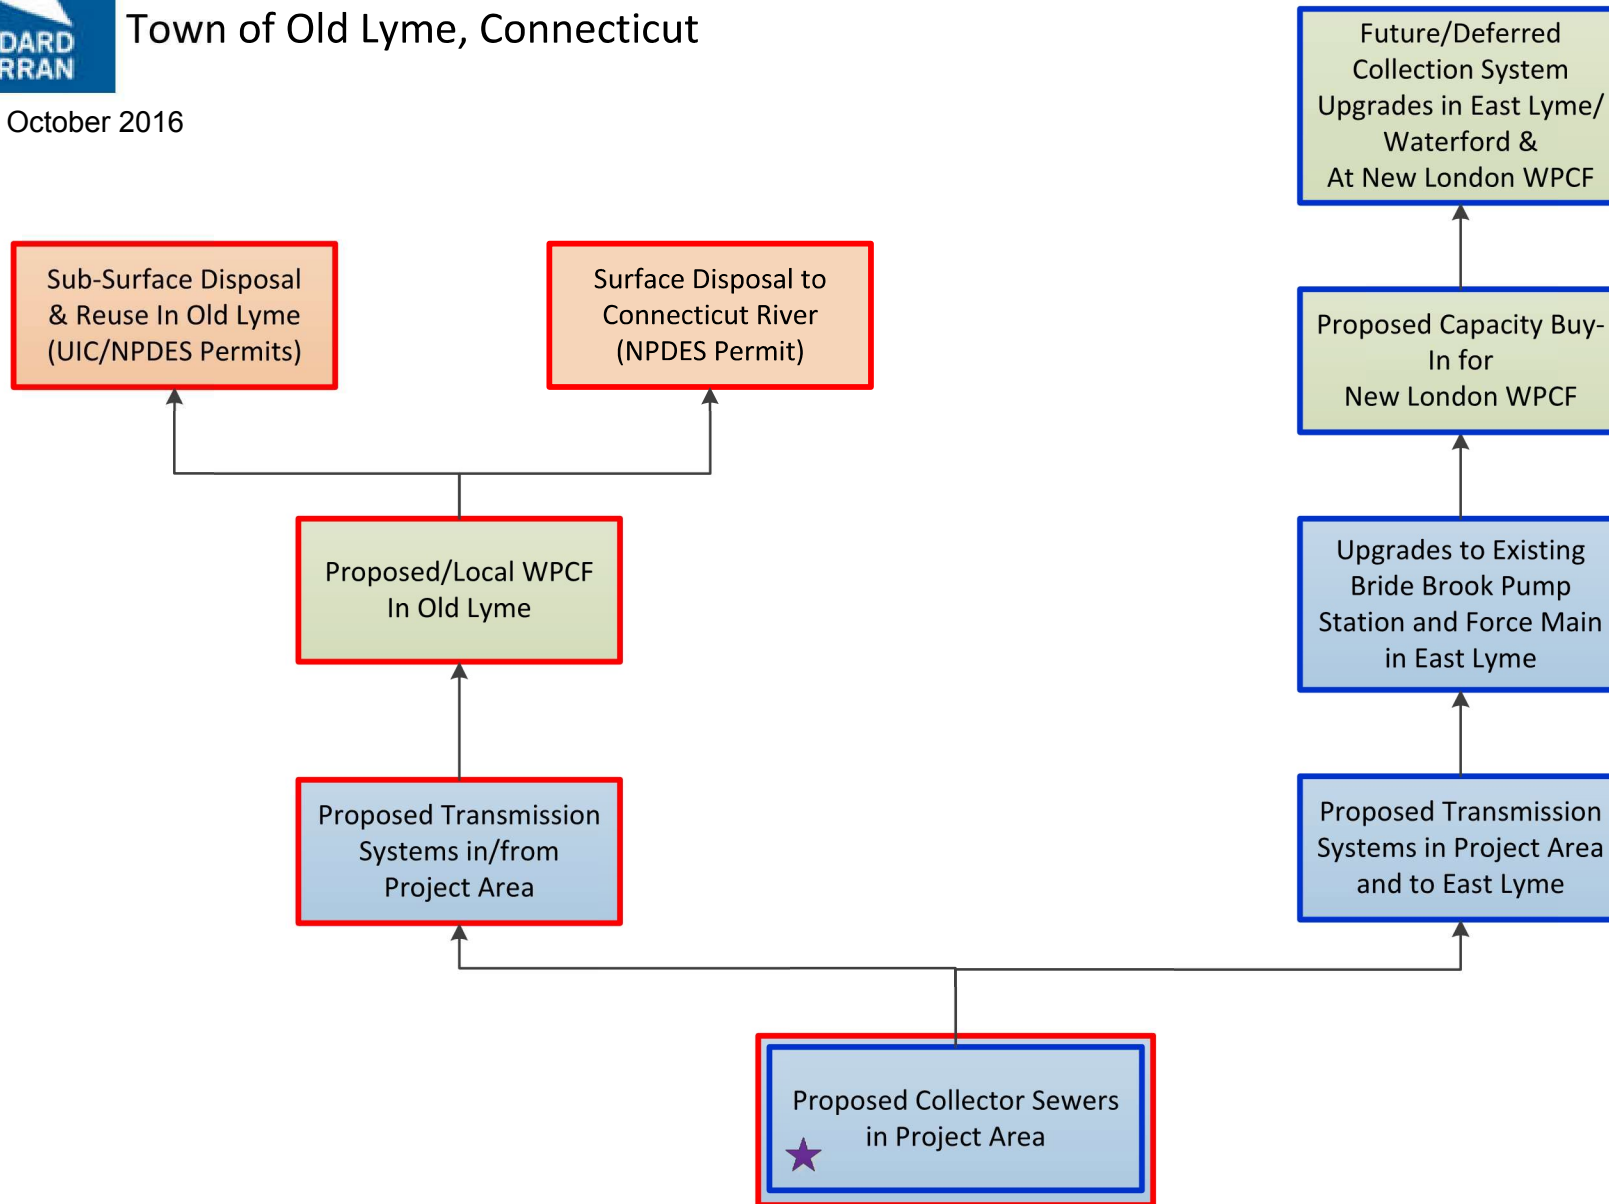 DARD
RRAN
Town of Old Lyme, Connecticut
October 2016
Future/Deferred
Collection System
Upgrades in East Lyme/
Waterford &
At New London WPCF
Sub-Surface Disposal
& Reuse In Old Lyme
(UIC/NPDES Permits)
Surface Disposal to
Connecticut River
(NPDES Permit)
Proposed Capacity Buy-
In for
New London WPCF
Proposed/Local WPCF
In Old Lyme
Upgrades to Existing
Bride Brook Pump
Station and Force Main
in East Lyme
Proposed Transmission
Systems in/from
Project Area
Proposed Transmission
Systems in Project Area
and to East Lyme
Proposed Collector Sewers
in Project Area